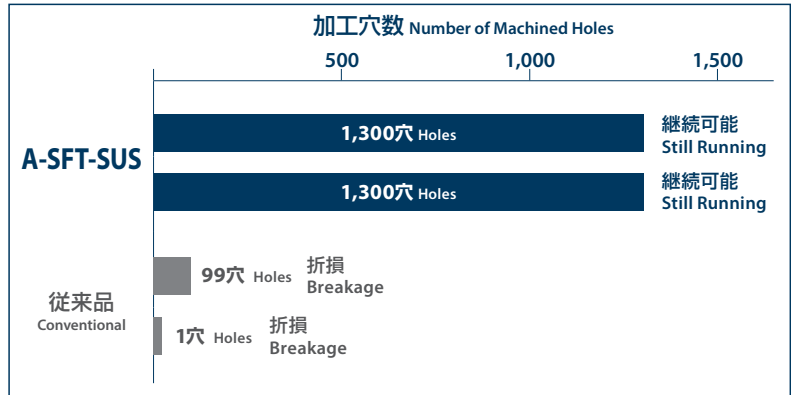 加工穴数 Number of Machined Holes
500 1,000 1,500
A-SFT-SUS
1,300穴 Holes
継続可能
Still Running
1,300穴 Holes
継続可能
Still Running
従来品
Conventional
99穴 Holes
折損
Breakage
1穴 Holes
折損
Breakage